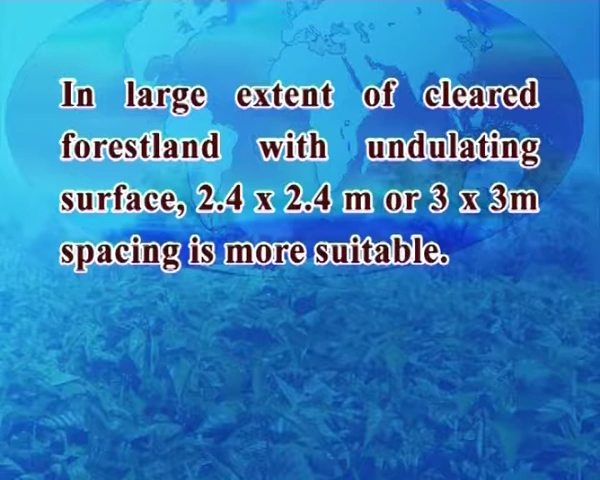 In large extent of cleared
forestland with undulating
surface, 2.4 x 2.4 m or 3 x 3m
spacing is more suitable.